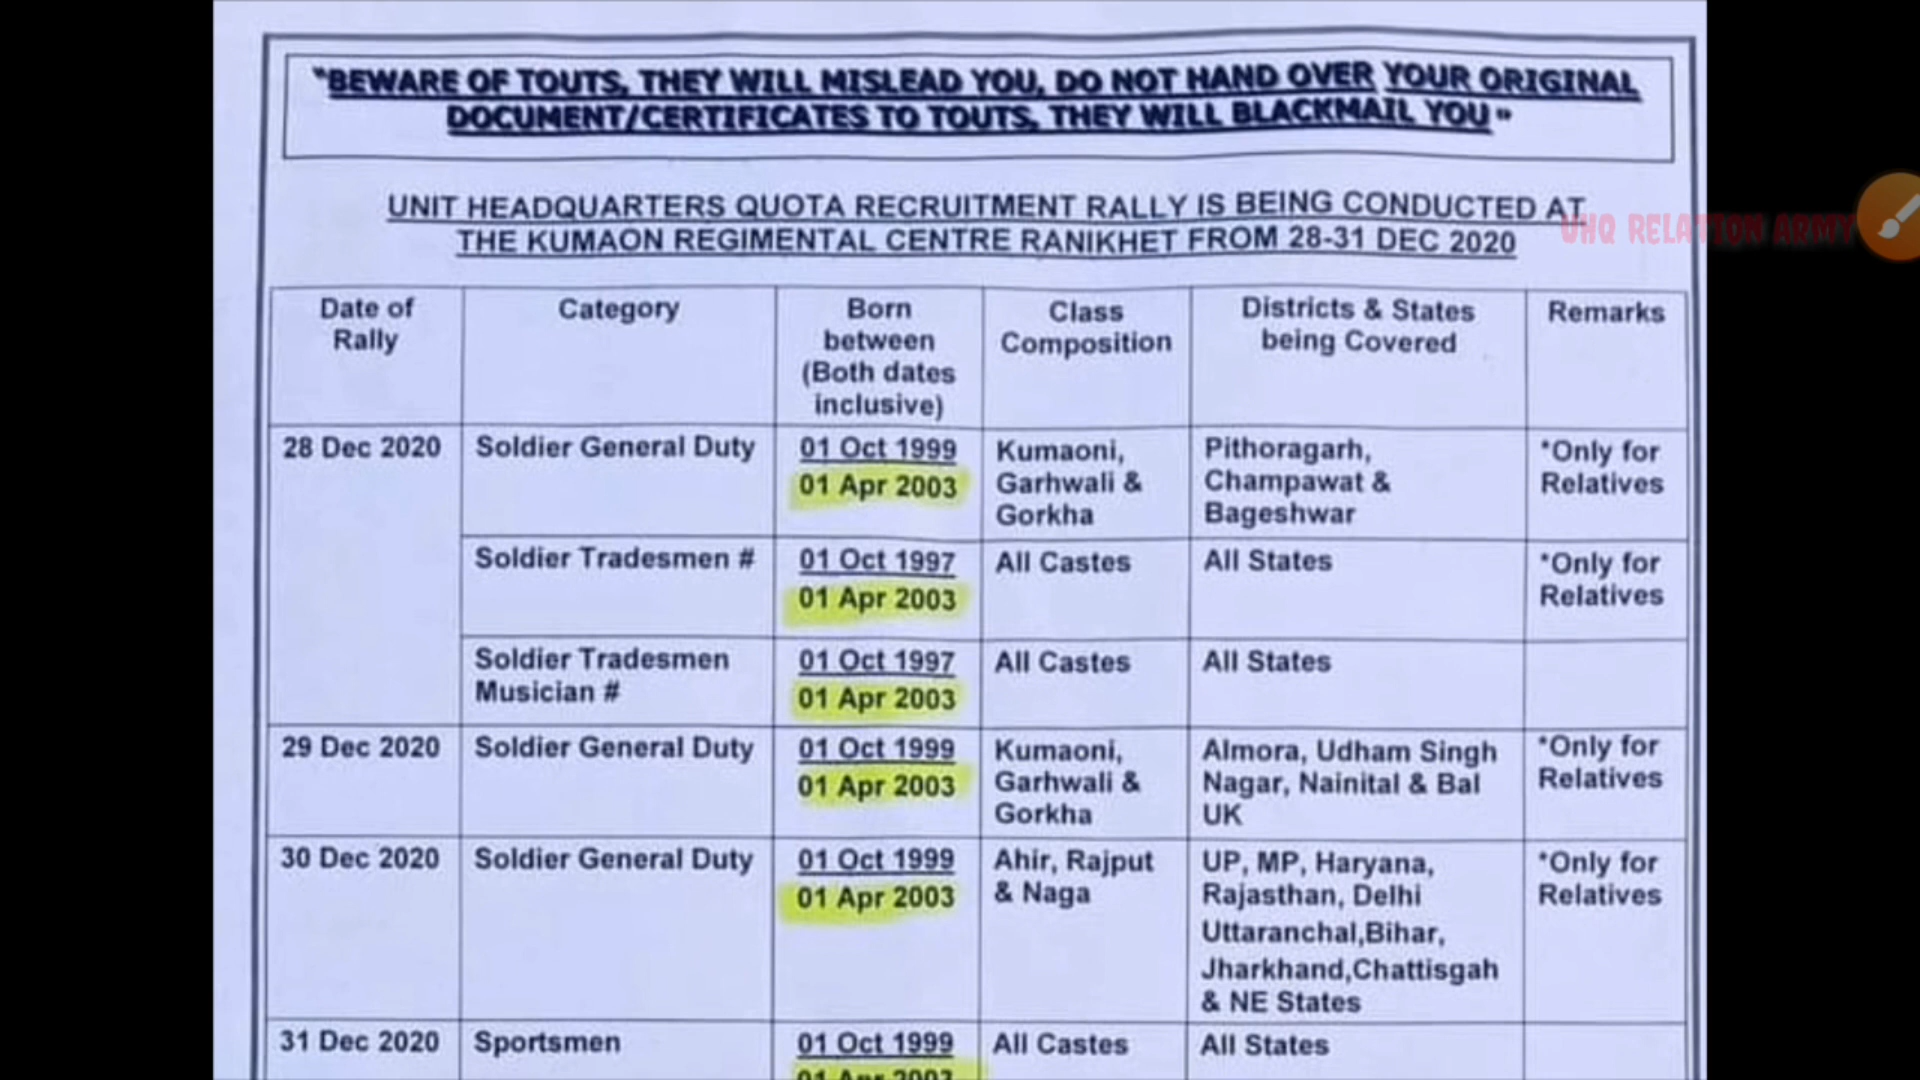 "BEWARE OF TOUTS, THEY WILL MISLEAD YOU, DO NOT HAND OVER YOUR ORIGINAL
DOCUMENT/CERTIFICATES TO TOUTS, THEY WILL BLACKMAIL YOU"
UNIT HEADQUARTERS QUOTA RECRUITMENT RALLY IS BEING CONDUCTED AT
THE KUMAON REGIMENTAL CENTRE RANIKHET FROM 28-31 DEC 2020
UHQ RELATION ARMY
Date of
Rally
Category
Born
between
(Both dates
inclusive)
Class
Composition
Districts & States
being Covered
Remarks
28 Dec 2020
Soldier General Duty
01 Oct 1999
01 Apr 2003
Kumaoni,
Garhwali &
Gorkha
Pithoragarh,
Champawat &
Bageshwar
*Only for
Relatives
Soldier Tradesmen #
01 Oct 1997
01 Apr 2003
All Castes
All States
*Only for
Relatives
Soldier Tradesmen
Musician #
01 Oct 1997
01 Apr 2003
All Castes
All States
29 Dec 2020
Soldier General Duty
01 Oct 1999
01 Apr 2003
Kumaoni,
Garhwali &
Gorkha
Almora, Udham Singh
Nagar, Nainital & Bal
UK
*Only for
Relatives
30 Dec 2020
Soldier General Duty
01 Oct 1999
01 Apr 2003
Ahir, Rajput
& Naga
UP, MP, Haryana,
Rajasthan, Delhi
Uttaranchal,Bihar,
Jharkhand,Chattisgah
& NE States
*Only for
Relatives
31 Dec 2020
Sportsmen
01 Oct 1999
01 Apr 2003
All Castes
All States